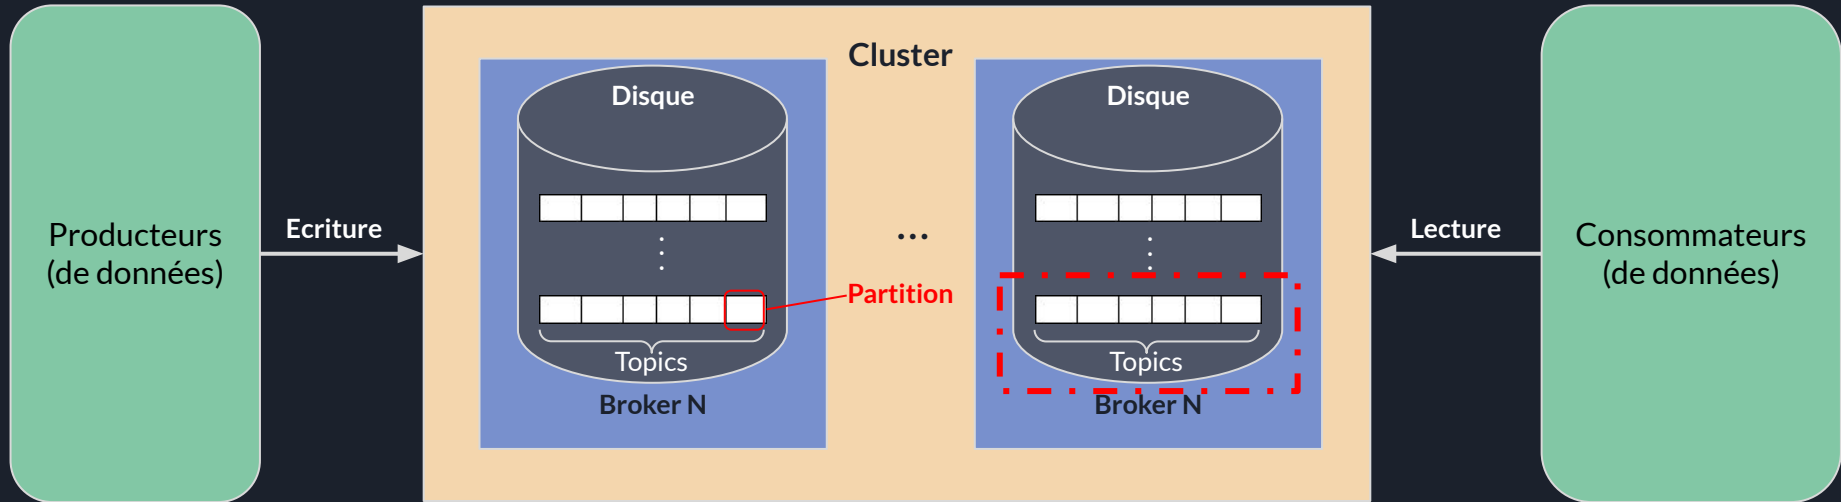 Producteurs
(de données)
Ecriture
Cluster
Disque
Topics
Broker N
...
Partition
Disque
Topics
Broker N
Lecture
Consommateurs
(de données)